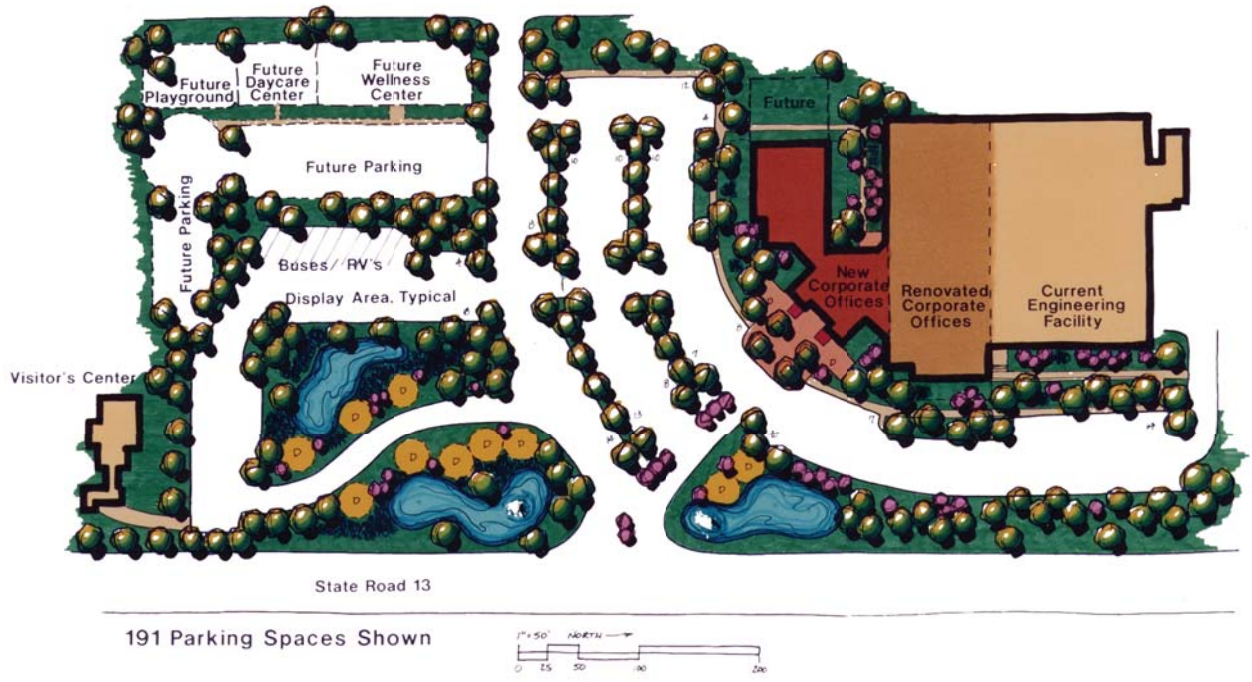 Future
Playground
Future
Daycare
Center
Future
Wellness
Center
Future
Future Parking
Future Parking
Buses/RV's
Display Area, Typical
New
Corporate
Offices
Renovated
Corporate
Offices
Current
Engineering
Facility
Visitor's Center
D
D
D
D
D
D
D
D
D
D
State Road 13
191 Parking Spaces Shown
1"=50' NORTH
0 25 50 100 200